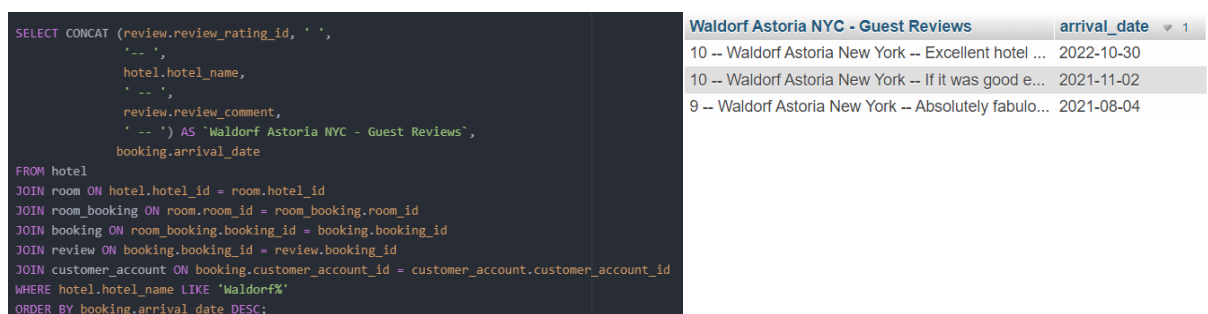 SELECT CONCAT (review.review_rating_id, ' ',
'-- ',
hotel.hotel_name,
' -- ',
review.review_comment,
' -- ') AS `Waldorf Astoria NYC - Guest Reviews`,
booking.arrival_date
FROM hotel
JOIN room ON hotel.hotel_id = room.hotel_id
JOIN room_booking ON room.room_id = room_booking.room_id
JOIN booking ON room_booking.booking_id = booking.booking_id
JOIN review ON booking.booking_id = review.booking_id
JOIN customer_account ON booking.customer_account_id = customer_account.customer_account_id
WHERE hotel.hotel_name LIKE 'Waldorf%'
ORDER BY booking.arrival_date DESC;
Waldorf Astoria NYC - Guest Reviews arrival_date 1
10 -- Waldorf Astoria New York -- Excellent hotel ... 2022-10-30
10 -- Waldorf Astoria New York -- If it was good e... 2021-11-02
9 -- Waldorf Astoria New York -- Absolutely fabulo... 2021-08-04